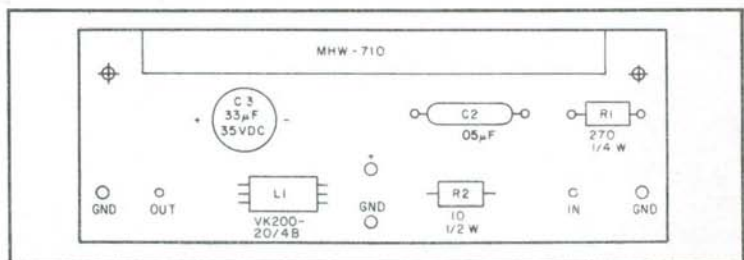 MHW-710
C3
33µF
35VDC
+ -
C2
05µF
R1
270
1/4 W
+
GND
OUT
L1
VK200-
20/4B
GND
R2
10
1/2 W
IN
GND